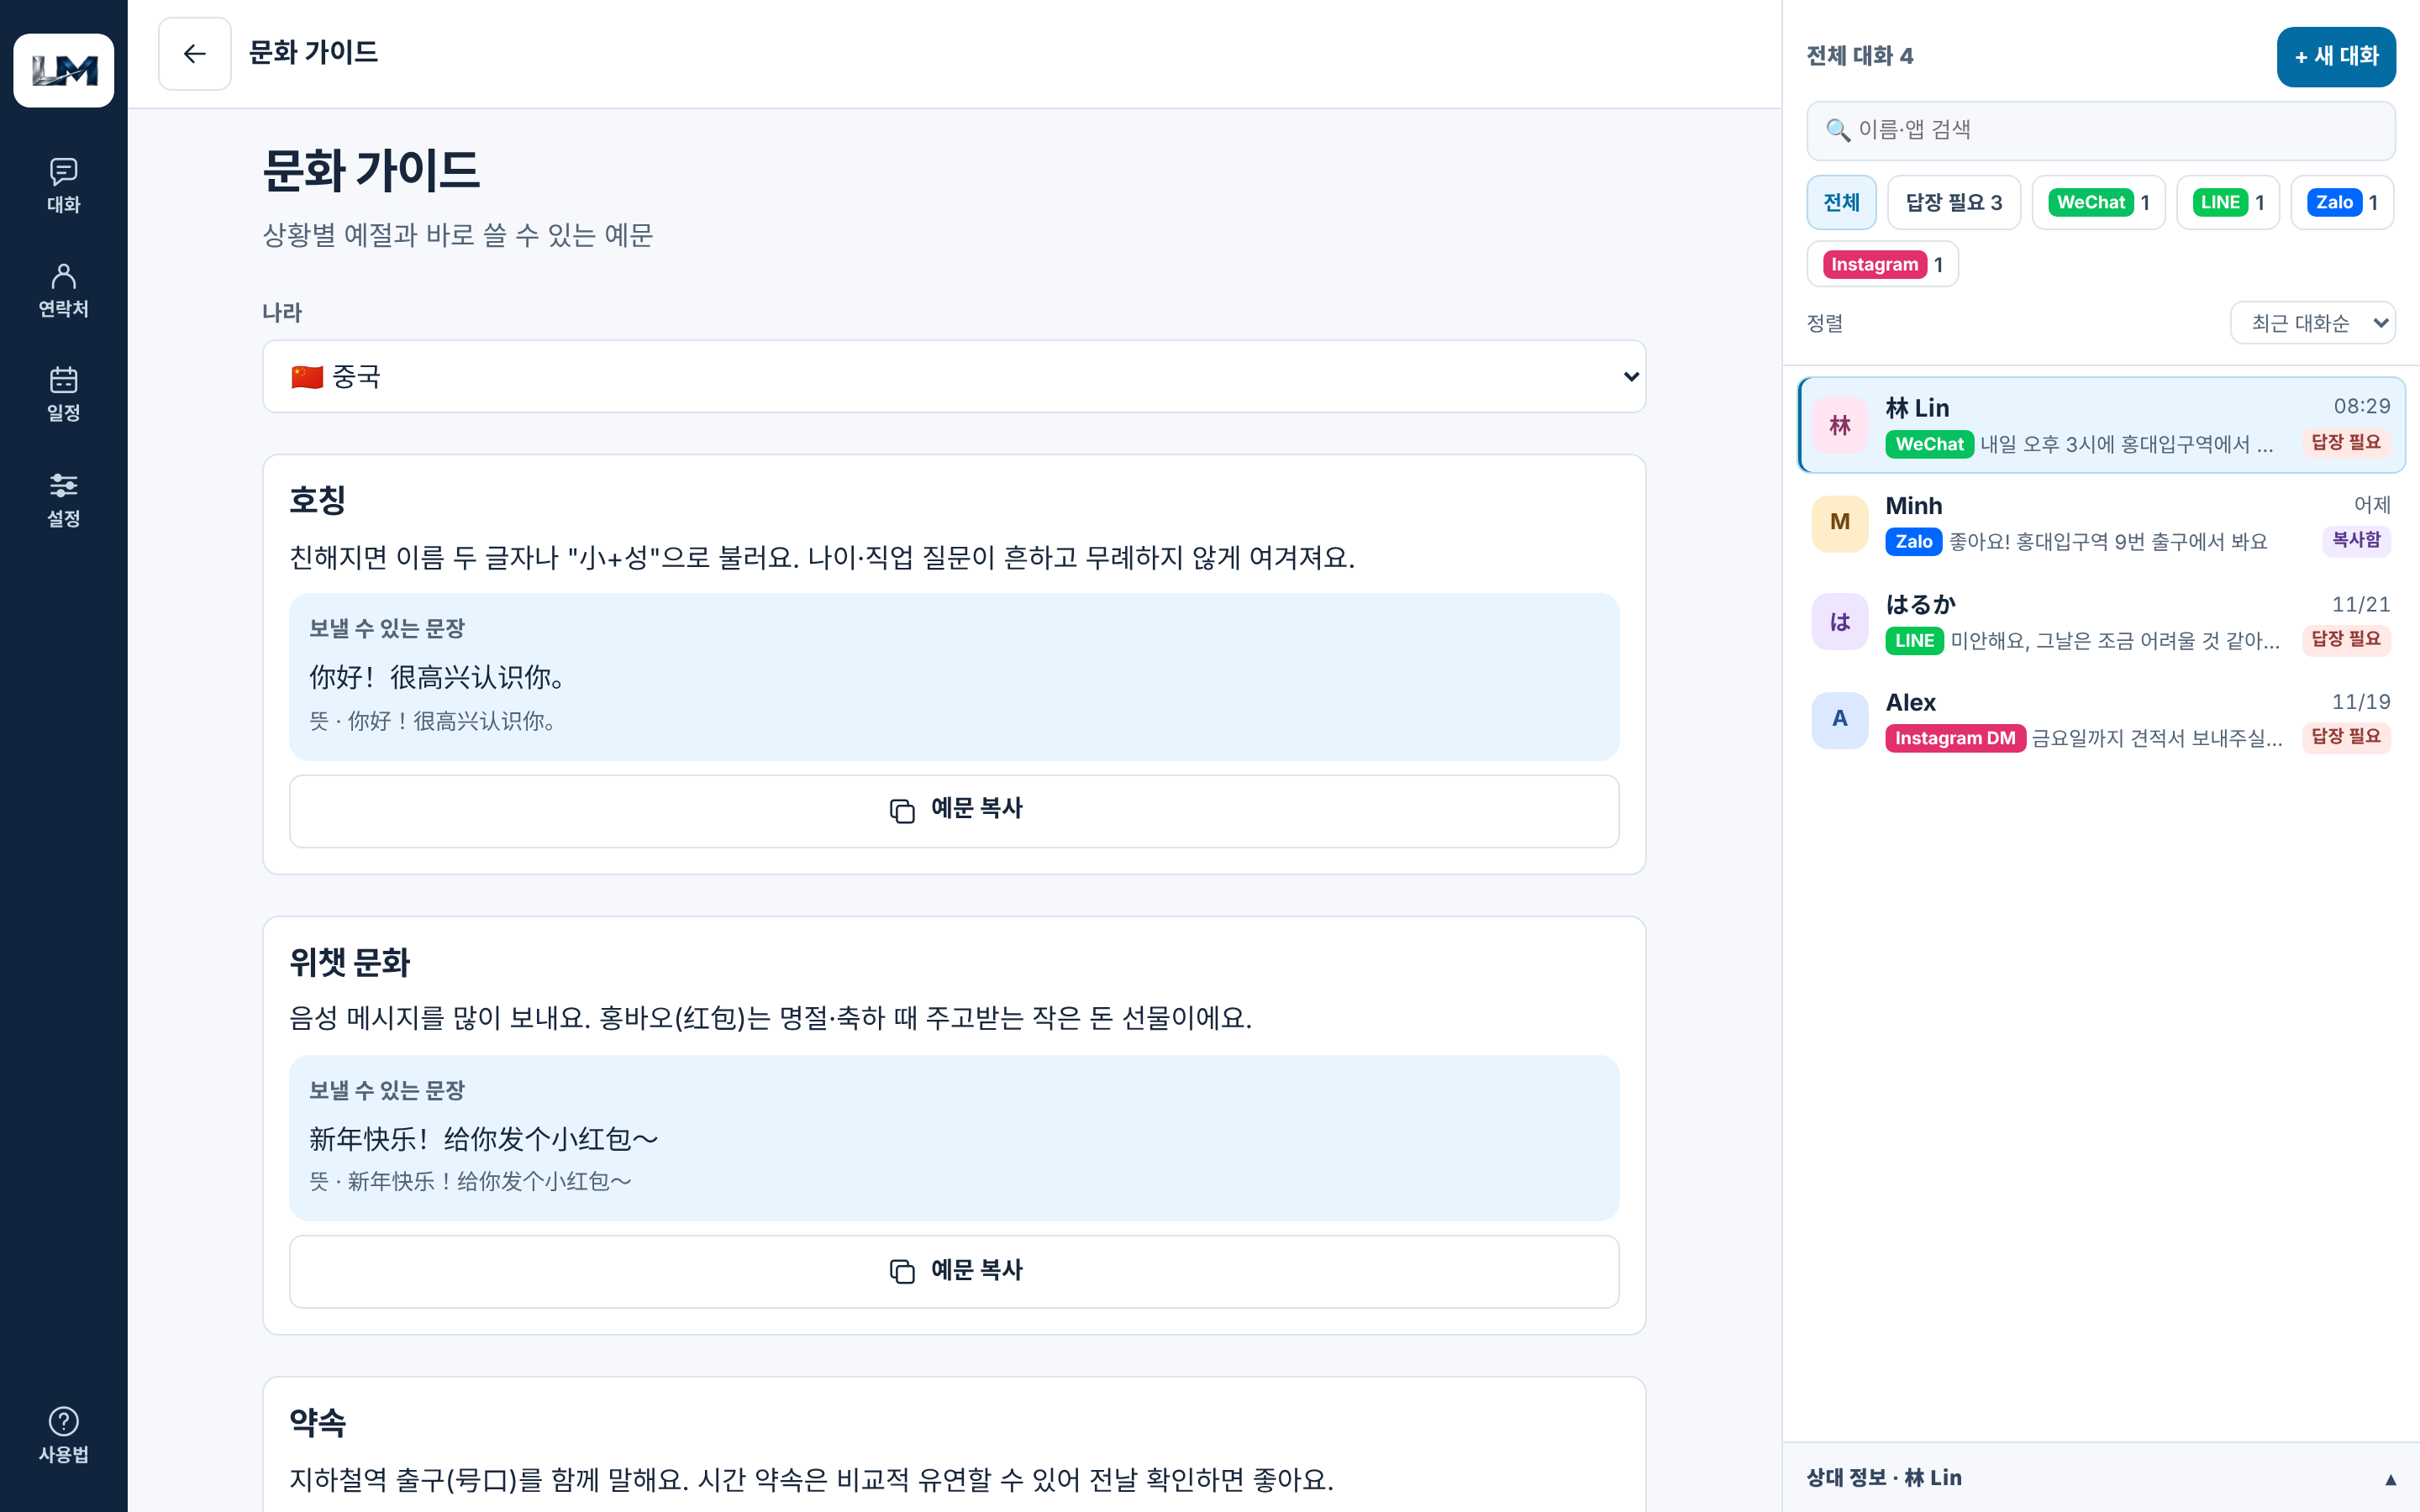 LM
대화
연락처
일정
설정
사용법
문화 가이드
문화 가이드
상황별 예절과 바로 쓸 수 있는 예문
나라
🇨🇳 중국
호칭
친해지면 이름 두 글자나 "小+성"으로 불러요. 나이·직업 질문이 흔하고 무례하지 않게 여겨져요.
보낼 수 있는 문장
你好！很高兴认识你。
뜻 · 你好！很高兴认识你。
예문 복사
위챗 문화
음성 메시지를 많이 보내요. 홍바오(红包)는 명절·축하 때 주고받는 작은 돈 선물이에요.
보낼 수 있는 문장
新年快乐！给你发个小红包～
뜻 · 新年快乐！给你发个小红包～
예문 복사
약속
지하철역 출구(号口)를 함께 말해요. 시간 약속은 비교적 유연할 수 있어 전날 확인하면 좋아요.
전체 대화 4
+ 새 대화
🔍 이름·앱 검색
전체
답장 필요 3
WeChat 1
LINE 1
Zalo 1
Instagram 1
정렬
최근 대화순
林
林 Lin
08:29
WeChat 내일 오후 3시에 홍대입구역에서 ...
답장 필요
M
Minh
어제
Zalo 좋아요! 홍대입구역 9번 출구에서 봐요
복사함
は
はるか
11/21
LINE 미안해요, 그날은 조금 어려울 것 같아...
답장 필요
A
Alex
11/19
Instagram DM 금요일까지 견적서 보내주실...
답장 필요
상대 정보 · 林 Lin
▲